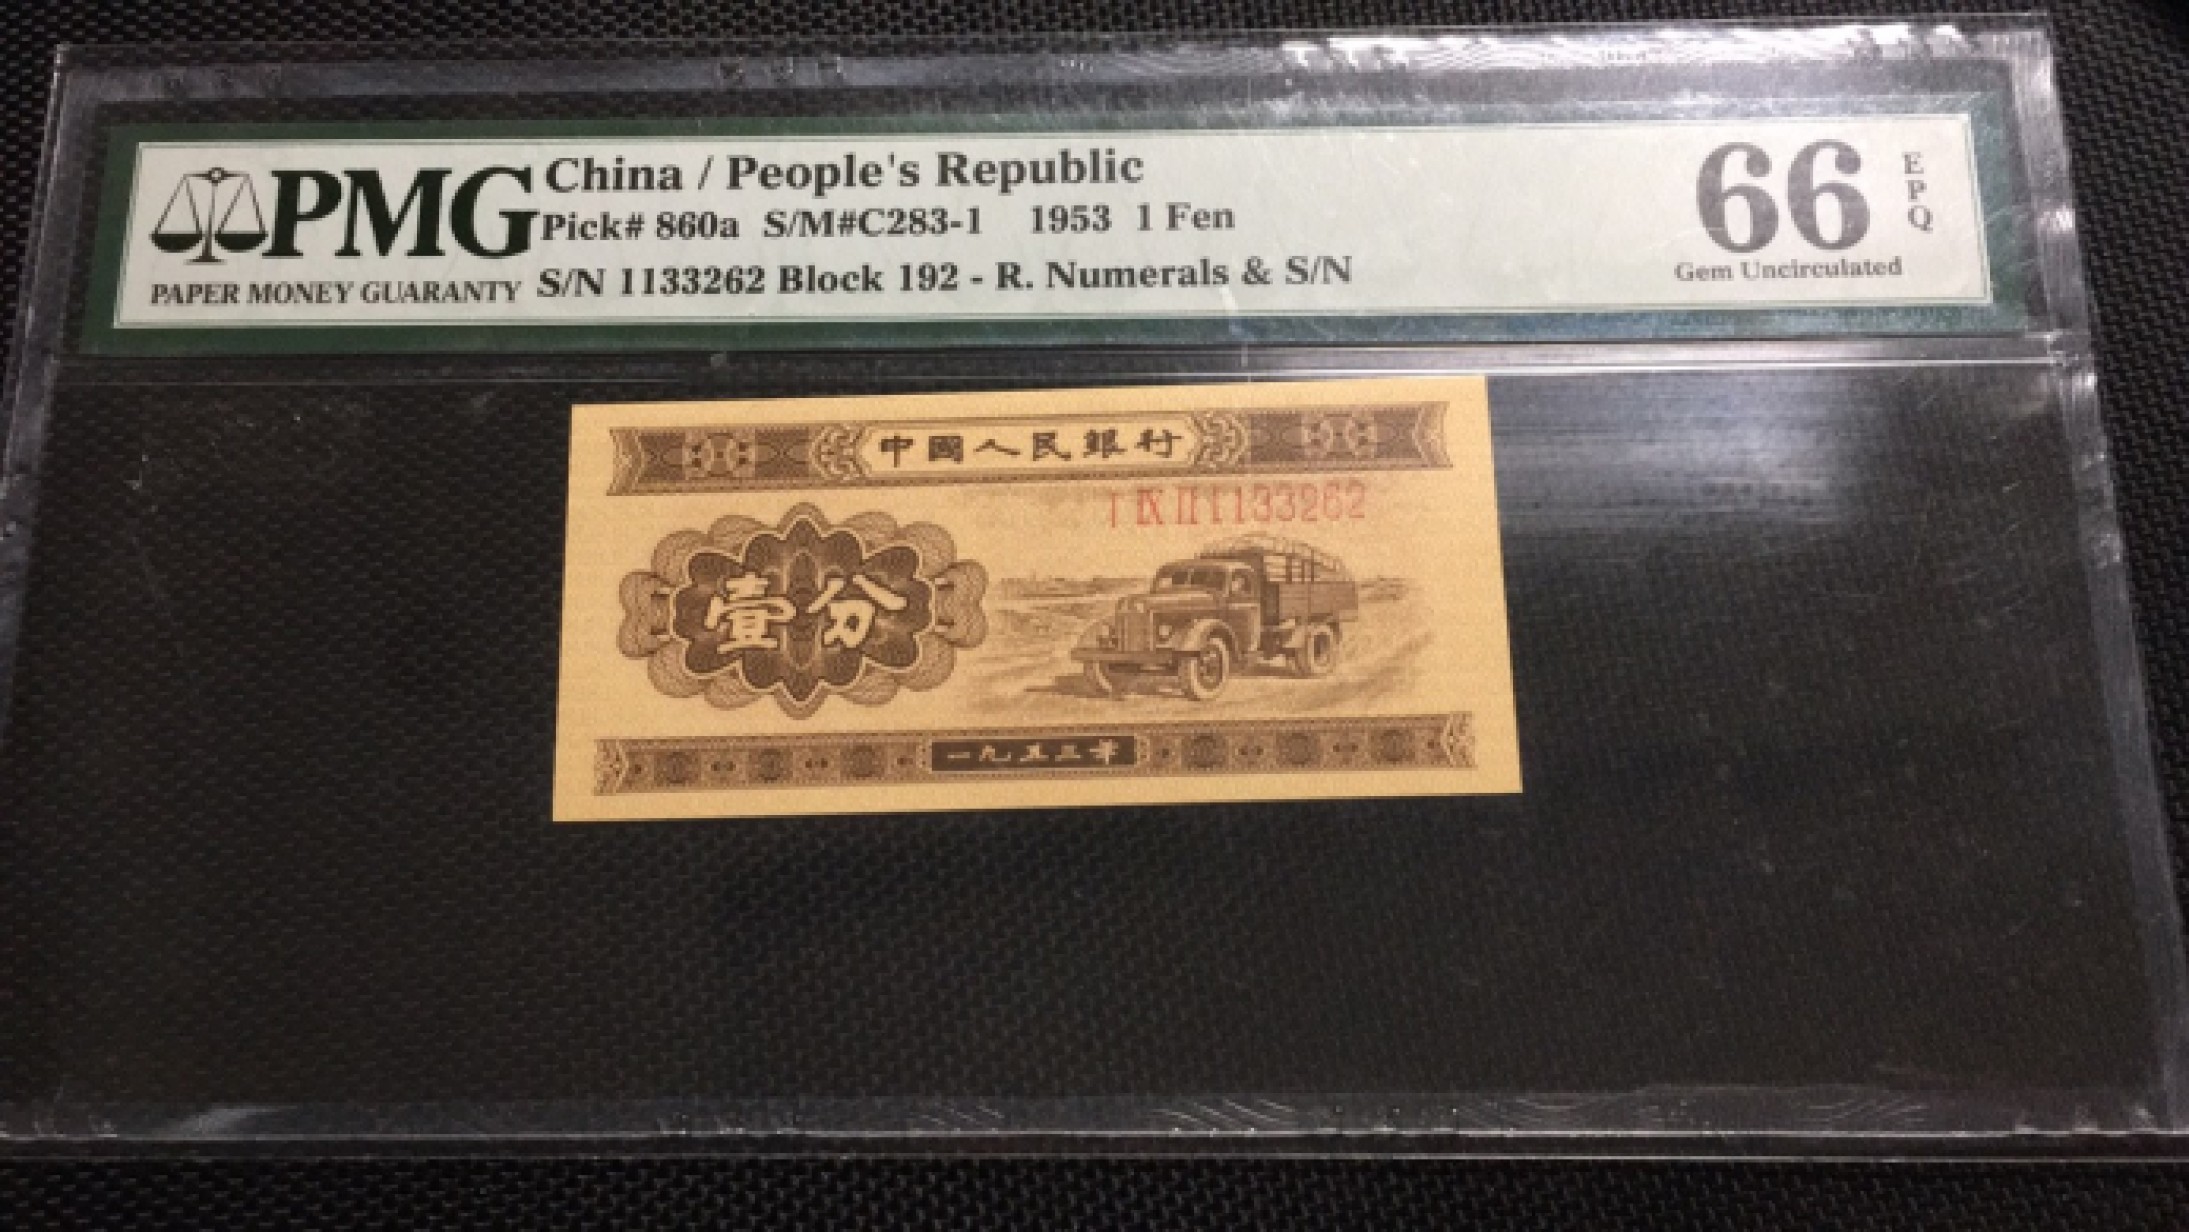 PMG
PAPER MONEY GUARANTY
China / People's Republic
Pick# 860a S/M#C283-1 1953 1 Fen
S/N 1133262 Block 192 - R. Numerals & S/N
66
EPQ
Gem Uncirculated
中國人民銀行
I IX II 1133262
壹分
一九五三年